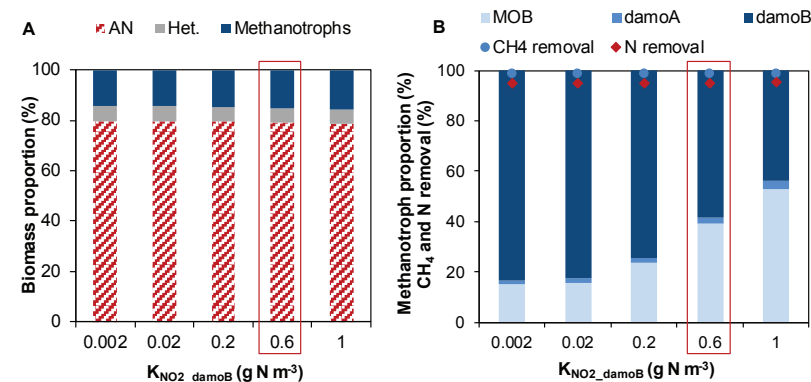 A
AN Het. Methanotrophs
Biomass proportion (%)
100
80
60
40
20
0
0.002 0.02 0.2 0.6 1
KNO2_damoB (g N m-3)
B
MOB damoA damoB
CH4 removal N removal
Methanotroph proportion (%)
CH4 and N removal (%)
100
80
60
40
20
0
0.002 0.02 0.2 0.6 1
KNO2_damoB (g N m-3)